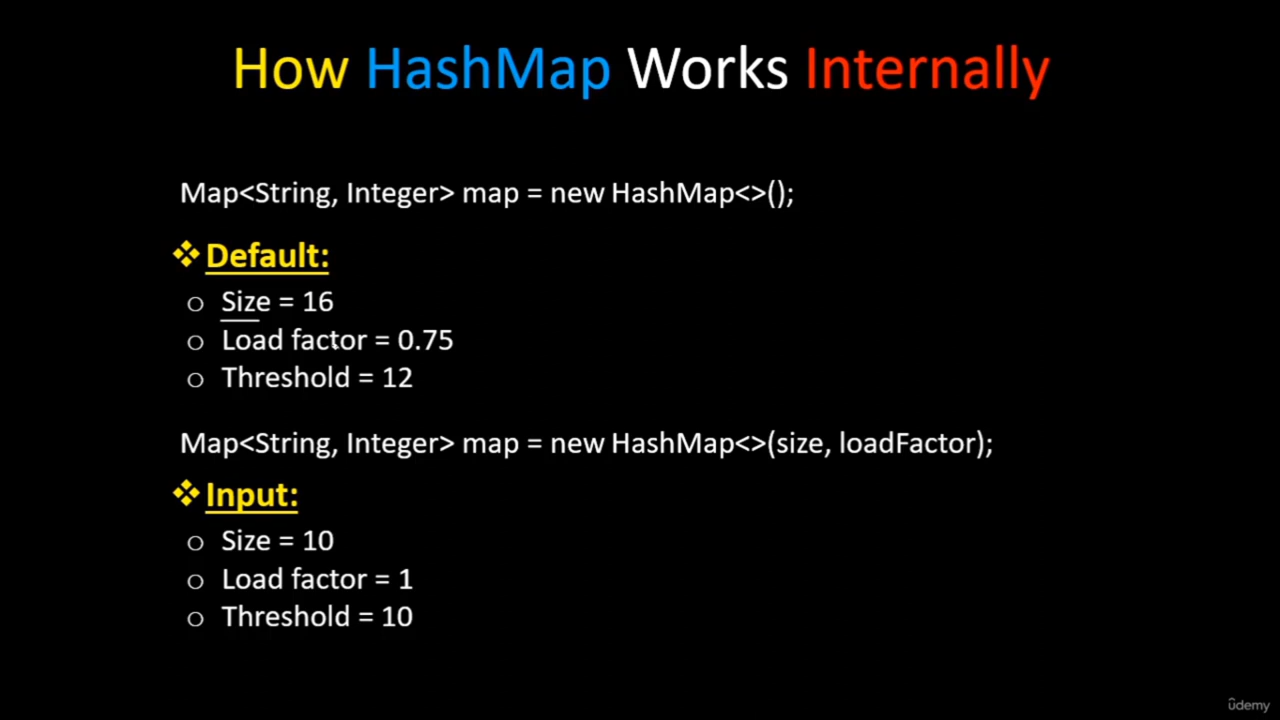 How HashMap Works Internally
Map<String, Integer> map = new HashMap<>();
❖ Default:
o Size = 16
o Load factor = 0.75
o Threshold = 12
Map<String, Integer> map = new HashMap<>(size, loadFactor);
❖ Input:
o Size = 10
o Load factor = 1
o Threshold = 10
ûdemy